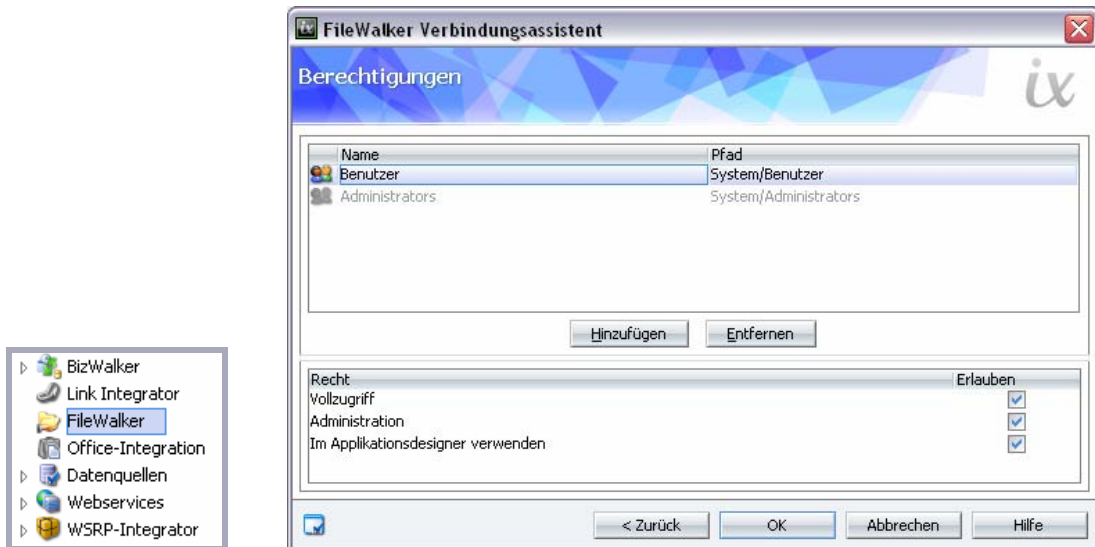 FileWalker Verbindungsassistent
Berechtigungen
ix
Name Pfad
Benutzer System/Benutzer
Administrators System/Administrators
Hinzufügen Entfernen
Recht Erlauben
Vollzugriff
Administration
Im Applikationsdesigner verwenden
< Zurück OK Abbrechen Hilfe
BizWalker
Link Integrator
FileWalker
Office-Integration
Datenquellen
Webservices
WSRP-Integrator